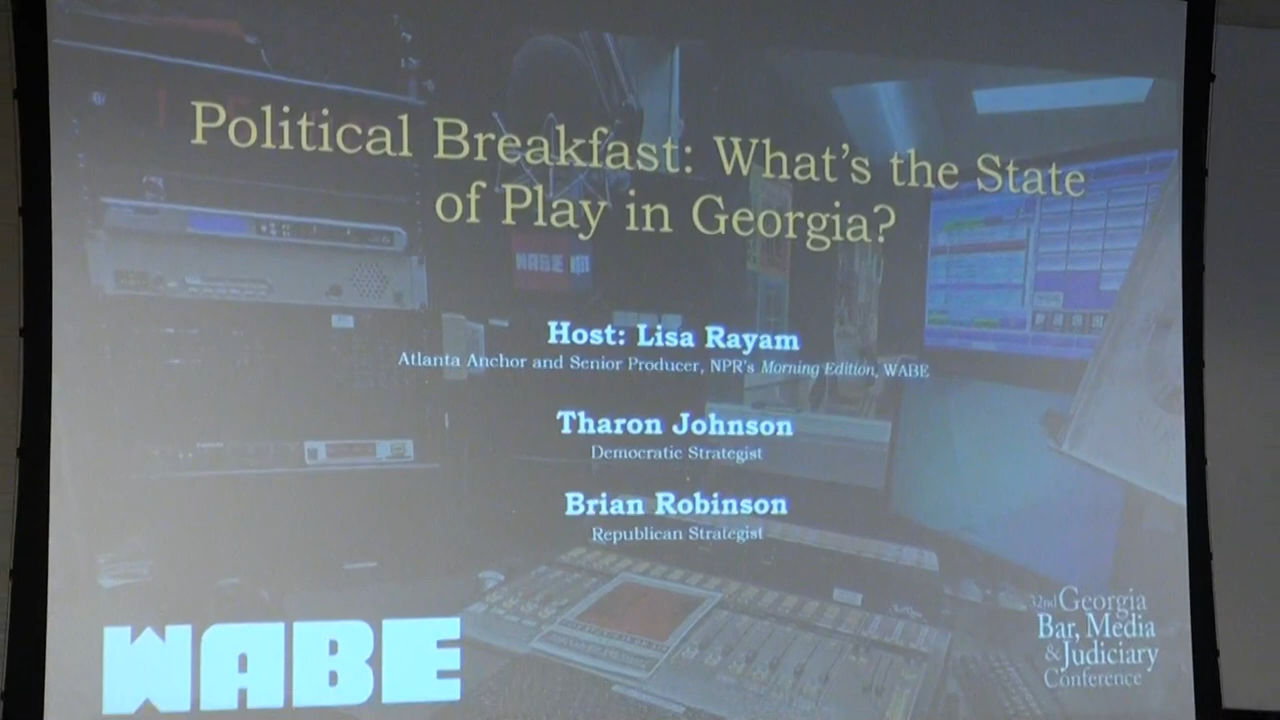 Political Breakfast: What's the State
of Play in Georgia?
WABE
Host: Lisa Rayam
Atlanta Anchor and Senior Producer, NPR's Morning Edition, WABE
Tharon Johnson
Democratic Strategist
Brian Robinson
Republican Strategist
WABE
32nd Georgia
Bar, Media
& Judiciary
Conference